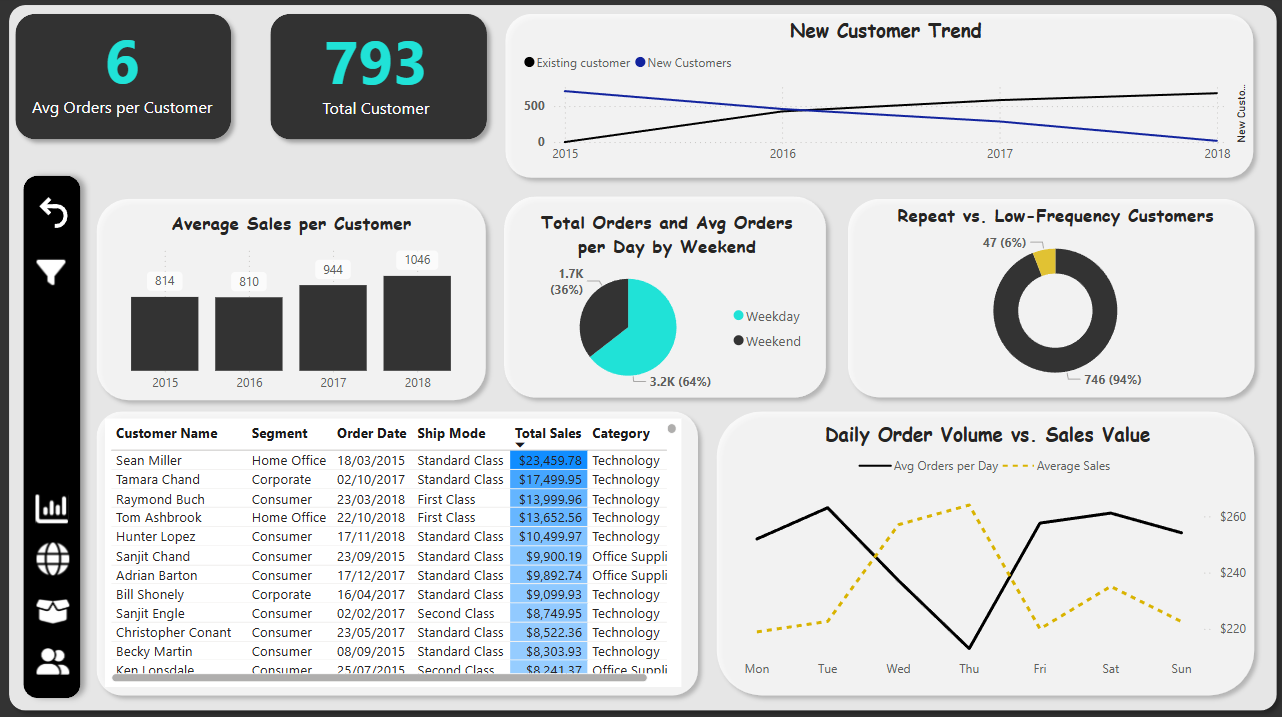 6
Avg Orders per Customer
793
Total Customer
New Customer Trend
Existing customer New Customers
500
0
2015 2016 2017 2018
New Custo...
Average Sales per Customer
814 810 944 1046
2015 2016 2017 2018
Total Orders and Avg Orders
per Day by Weekend
1.7K
(36%)
3.2K (64%)
Weekday
Weekend
Repeat vs. Low-Frequency Customers
47 (6%)
746 (94%)
Customer Name Segment Order Date Ship Mode Total Sales Category
Sean Miller Home Office 18/03/2015 Standard Class $23,459.78 Technology
Tamara Chand Corporate 02/10/2017 Standard Class $17,499.95 Technology
Raymond Buch Consumer 23/03/2018 First Class $13,999.96 Technology
Tom Ashbrook Home Office 22/10/2018 First Class $13,652.56 Technology
Hunter Lopez Consumer 17/11/2018 Standard Class $10,499.97 Technology
Sanjit Chand Consumer 23/09/2015 Standard Class $9,900.19 Office Suppli
Adrian Barton Consumer 17/12/2017 Standard Class $9,892.74 Office Suppli
Bill Shonely Corporate 16/04/2017 Standard Class $9,099.93 Technology
Sanjit Engle Consumer 02/02/2017 Second Class $8,749.95 Technology
Christopher Conant Consumer 23/05/2017 Standard Class $8,522.36 Technology
Becky Martin Consumer 08/09/2015 Standard Class $8,303.93 Technology
Ken Lonsdale Consumer 25/07/2015 Second Class $8,241.37 Office Suppli
Daily Order Volume vs. Sales Value
Avg Orders per Day Average Sales
$260
$240
$220
Mon Tue Wed Thu Fri Sat Sun